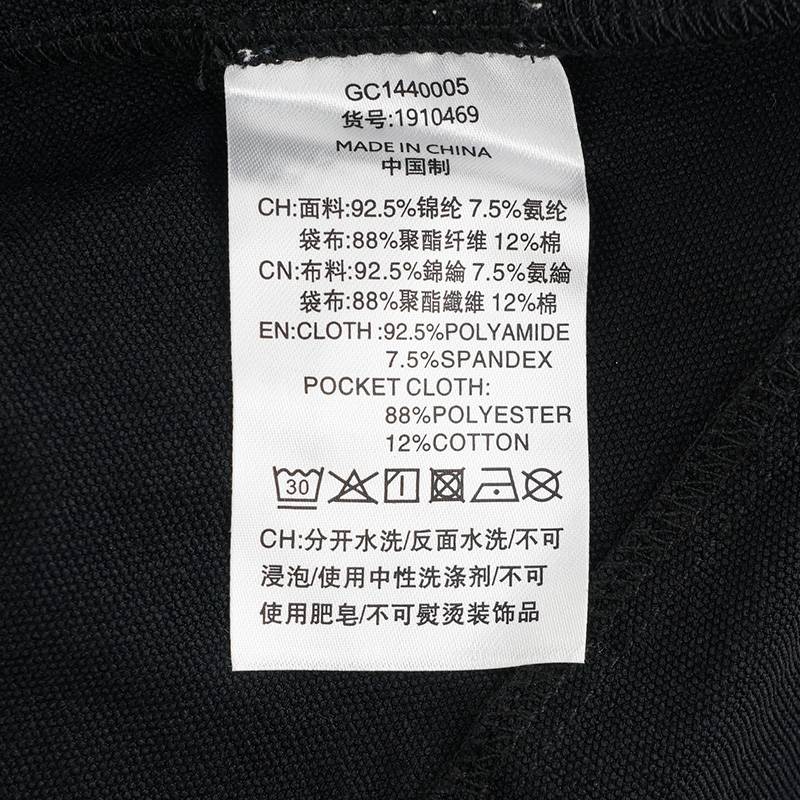 GC1440005
货号:1910469
MADE IN CHINA
中国制
CH:面料:92.5%锦纶 7.5%氨纶
袋布:88%聚酯纤维 12%棉
CN:布料:92.5%錦綸 7.5%氨綸
袋布:88%聚酯纖維 12%棉
EN:CLOTH :92.5%POLYAMIDE
7.5%SPANDEX
POCKET CLOTH:
88%POLYESTER
12%COTTON
30
CH:分开水洗/反面水洗/不可
浸泡/使用中性洗涤剂/不可
使用肥皂/不可熨烫装饰品